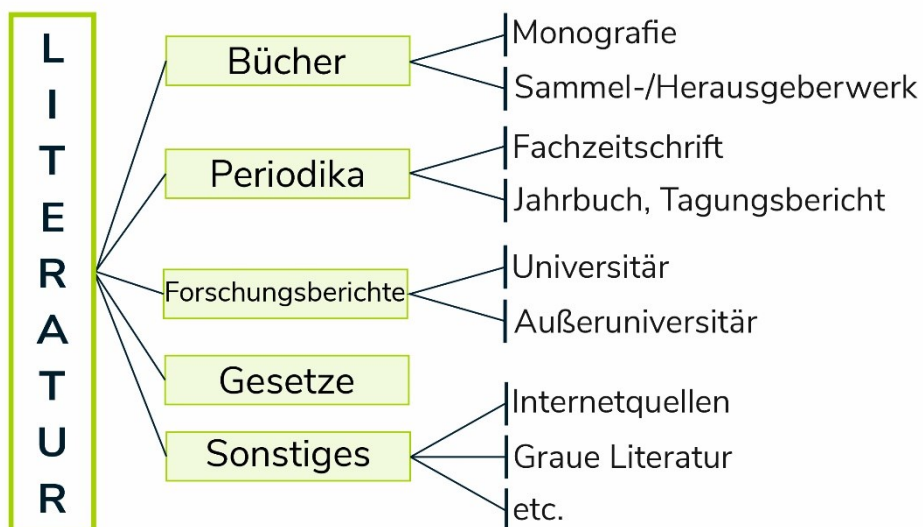 LITERATUR
Bücher
Monografie
Sammel-/Herausgeberwerk
Periodika
Fachzeitschrift
Jahrbuch, Tagungsbericht
Forschungsberichte
Universitär
Außeruniversitär
Gesetze
Sonstiges
Internetquellen
Graue Literatur
etc.